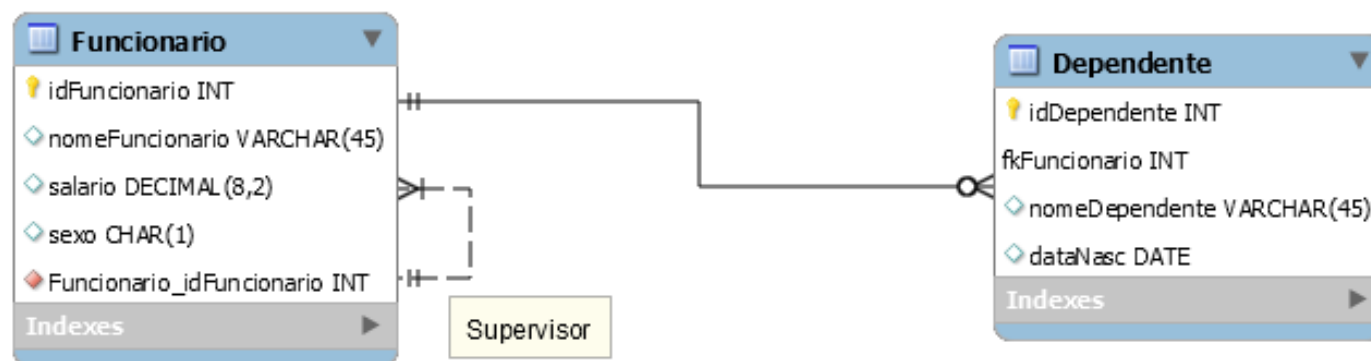 Funcionario
idFuncionario INT
nomeFuncionario VARCHAR(45)
salario DECIMAL(8,2)
sexo CHAR(1)
Funcionario_idFuncionario INT
Indexes
Supervisor
Dependente
idDependente INT
fkFuncionario INT
nomeDependente VARCHAR(45)
dataNasc DATE
Indexes